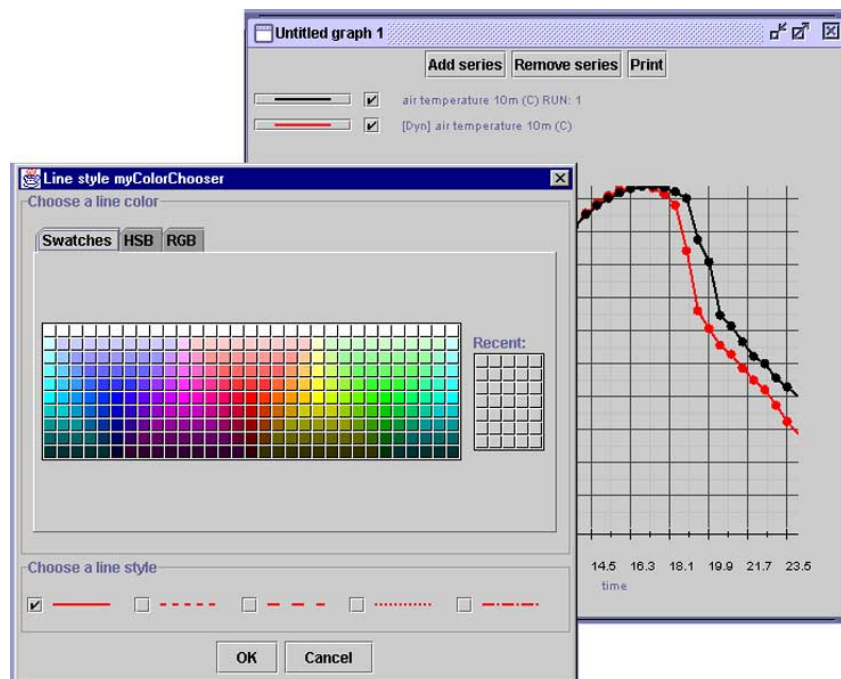 Untitled graph 1
Add series Remove series Print
air temperature 10m (C) RUN: 1
[Dyn] air temperature 10m (C)
Line style myColorChooser
Choose a line color
Swatches HSB RGB
Recent:
14.5 16.3 18.1 19.9 21.7 23.5
time
Choose a line style
OK Cancel